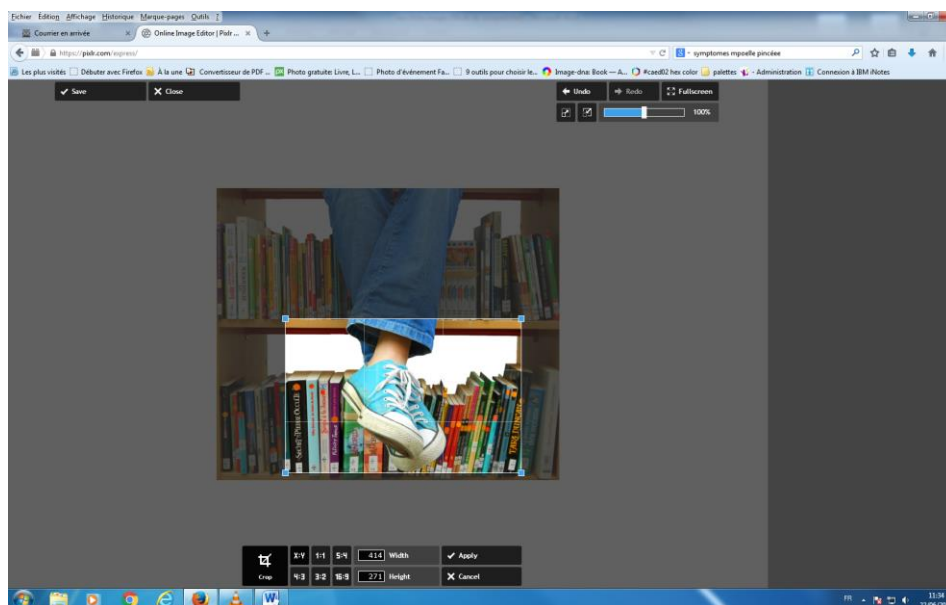 Fichier Édition Affichage Historique Marque-pages Outils ?
Courrier en arrivée × Online Image Editor | Pixlr ... × +
https://pixlr.com/express/ symptomes mpoelle pincéee
Les plus visités Débuter avec Firefox À la une Convertisseur de PDF ... Photo gratuite: Livre, L... Photo d'événement Fa... 9 outils pour choisir le... Image-dna: Book — A... #caed02 hex color palettes - Administration Connexion à IBM iNotes
Save Close Undo Redo Fullscreen
100%
X:Y 1:1 5:4 414 Width Apply
Crop 4:3 3:2 16:9 271 Height Cancel
FR 11:34